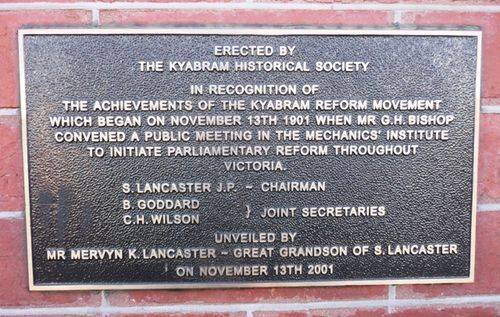 ERECTED BY
THE KYABRAM HISTORICAL SOCIETY
IN RECOGNITION OF
THE ACHIEVEMENTS OF THE KYABRAM REFORM MOVEMENT
WHICH BEGAN ON NOVEMBER 13TH 1901 WHEN MR G.H. BISHOP
CONVENED A PUBLIC MEETING IN THE MECHANICS' INSTITUTE
TO INITIATE PARLIAMENTARY REFORM THROUGHOUT
VICTORIA.
S. LANCASTER J.P. ~ CHAIRMAN
B. GODDARD
C.H. WILSON } JOINT SECRETARIES
UNVEILED BY
MR MERVYN K. LANCASTER ~ GREAT GRANDSON OF S. LANCASTER
ON NOVEMBER 13TH 2001